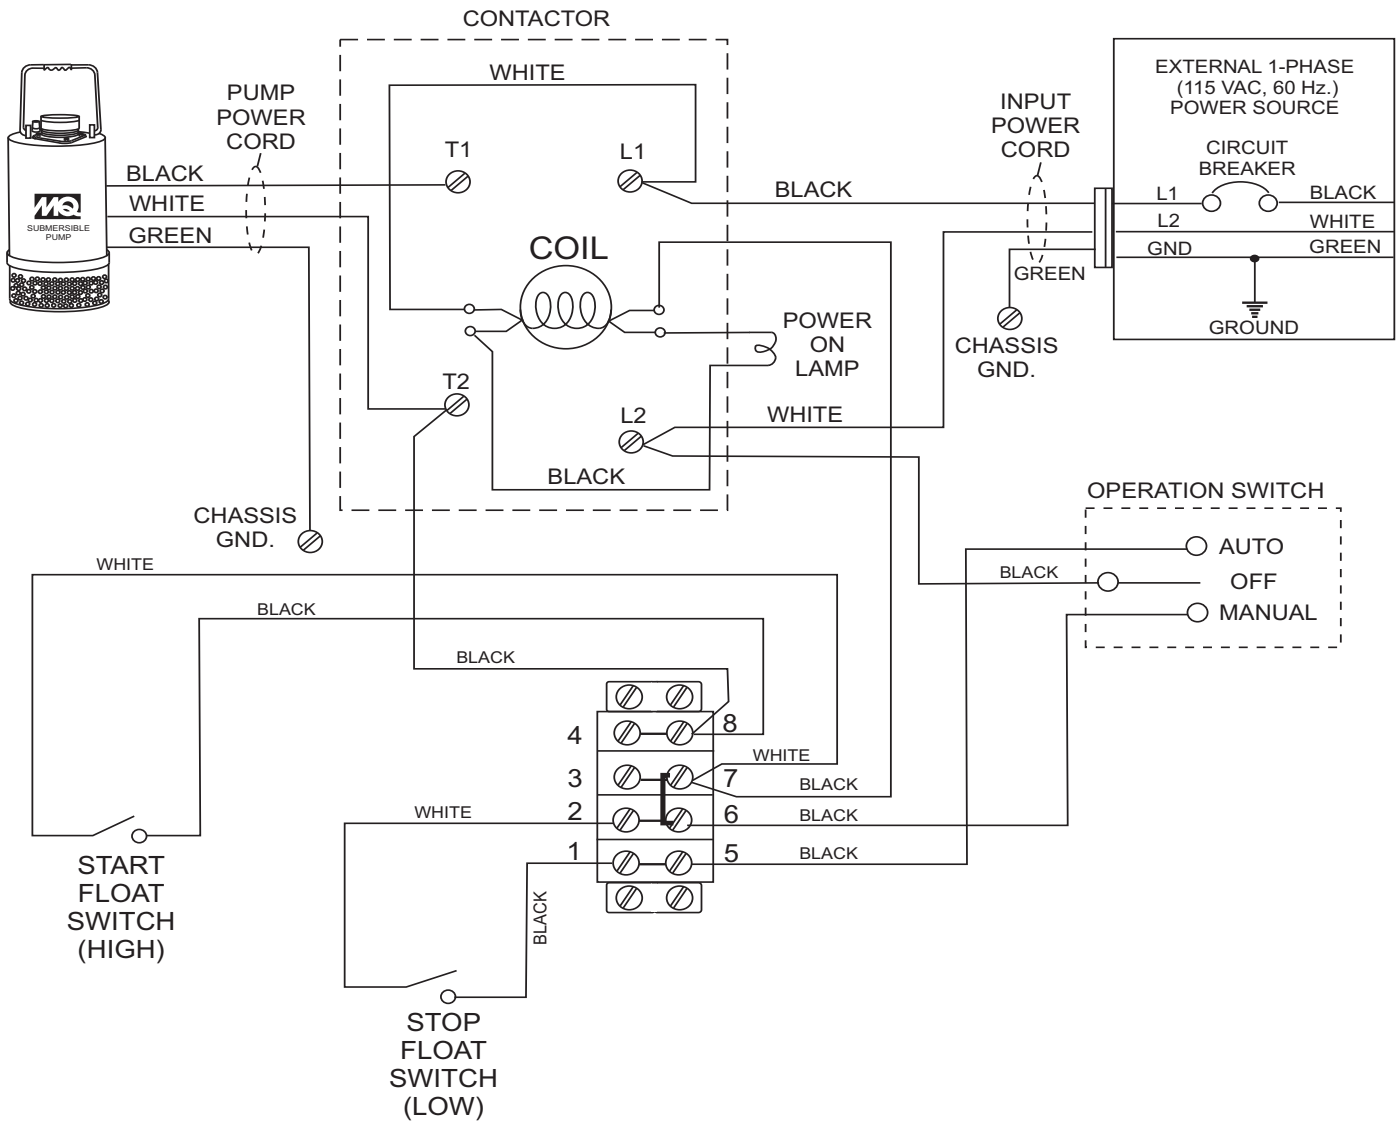 CONTACTOR
WHITE
PUMP
POWER
CORD
T1
L1
BLACK
WHITE
GREEN
MQ
SUBMERSIBLE
PUMP
COIL
BLACK
INPUT
POWER
CORD
GREEN
CHASSIS
GND.
EXTERNAL 1-PHASE
(115 VAC, 60 Hz.)
POWER SOURCE
CIRCUIT
BREAKER
L1
BLACK
L2
WHITE
GND
GREEN
GROUND
POWER
ON
LAMP
T2
L2
WHITE
BLACK
CHASSIS
GND.
OPERATION SWITCH
AUTO
BLACK
OFF
MANUAL
WHITE
BLACK
BLACK
4
8
3
7
WHITE
BLACK
2
6
BLACK
WHITE
1
5
BLACK
BLACK
START
FLOAT
SWITCH
(HIGH)
STOP
FLOAT
SWITCH
(LOW)